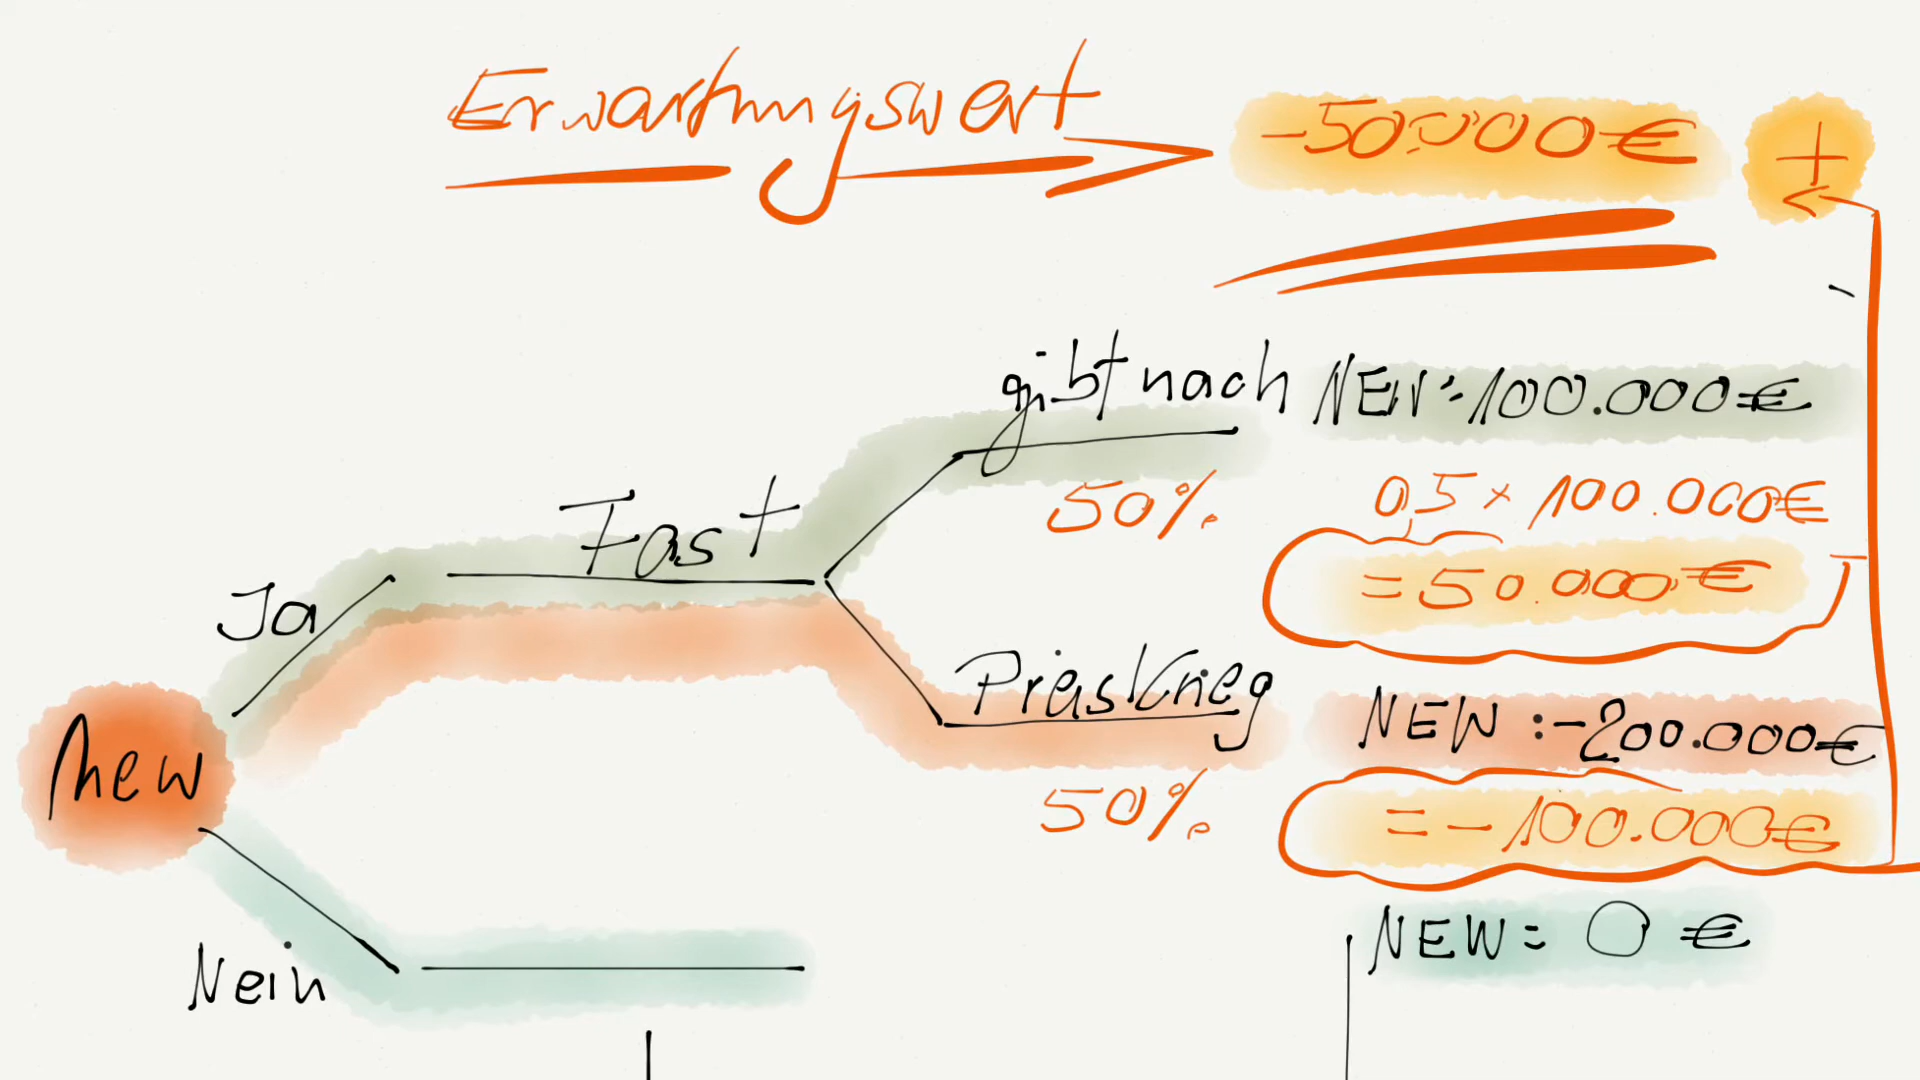 Erwartungswert -50.000€ +
gibt nach NEW: 100.000€
50% 0,5 × 100.000€
Fast = 50.000€
Ja
Preiskrieg NEW: -200.000€
new
50% = -100.000€
NEW = 0 €
Nein